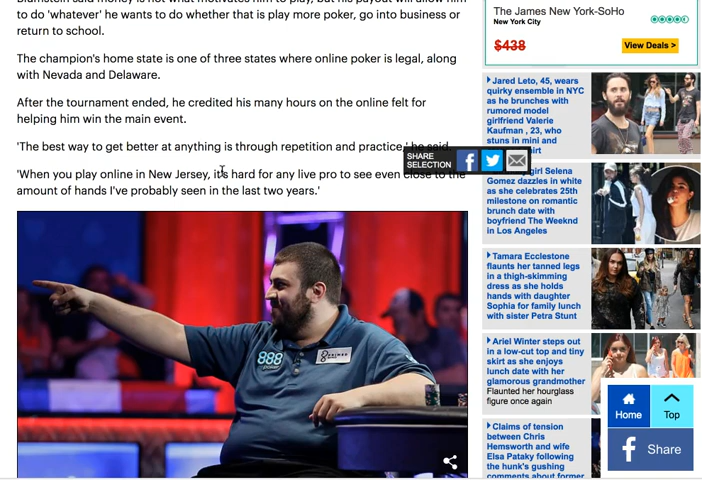 to do 'whatever' he wants to do whether that is play more poker, go into business or
return to school.
The champion's home state is one of three states where online poker is legal, along
with Nevada and Delaware.
After the tournament ended, he credited his many hours on the online felt for
helping him win the main event.
'The best way to get better at anything is through repetition and practice,' he said.
'When you play online in New Jersey, it's hard for any live pro to see even close to the
amount of hands I've probably seen in the last two years.'
SHARE
SELECTION
888
poker
The James New York-SoHo
New York City
$438
View Deals >
Jared Leto, 45, wears
quirky ensemble in NYC
as he brunches with
rumored model
girlfriend Valerie
Kaufman , 23, who
stuns in mini and
girl Selena
Gomez dazzles in white
as she celebrates 25th
milestone on romantic
brunch date with
boyfriend The Weeknd
in Los Angeles
Tamara Ecclestone
flaunts her tanned legs
in a thigh-skimming
dress as she holds
hands with daughter
Sophia for family lunch
with sister Petra Stunt
Ariel Winter steps out
in a low-cut top and tiny
skirt as she enjoys
lunch date with her
glamorous grandmother
Flaunted her hourglass
figure once again
Claims of tension
between Chris
Hemsworth and wife
Elsa Pataky following
the hunk's gushing
comments about former
Home
Top
Share